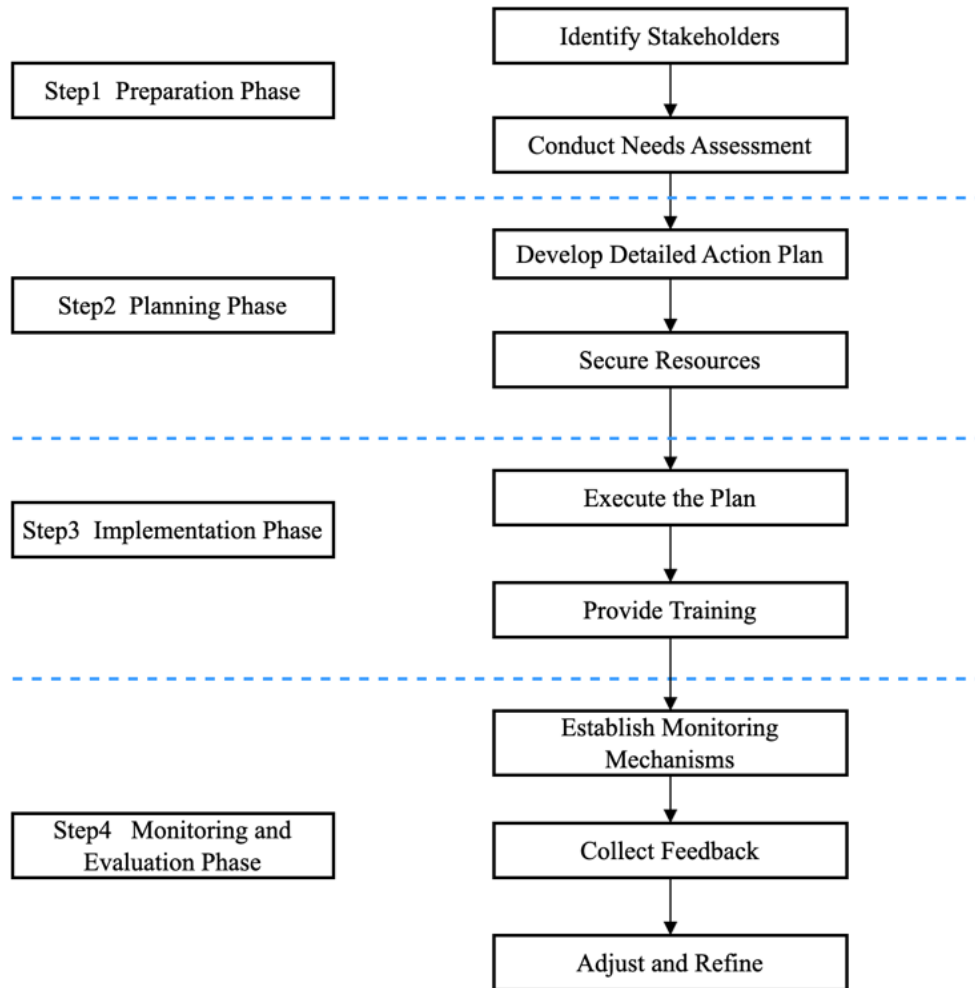 Identify Stakeholders
Step1 Preparation Phase
Conduct Needs Assessment
Develop Detailed Action Plan
Step2 Planning Phase
Secure Resources
Execute the Plan
Step3 Implementation Phase
Provide Training
Establish Monitoring
Mechanisms
Step4 Monitoring and
Evaluation Phase
Collect Feedback
Adjust and Refine